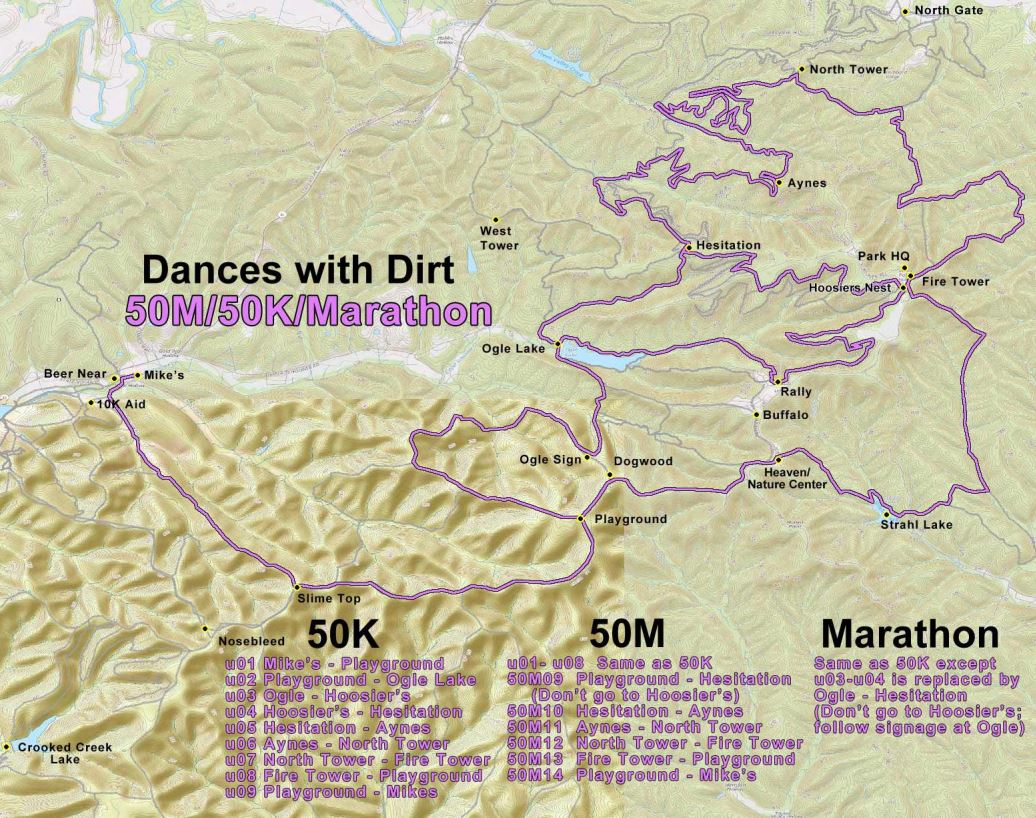 North Gate
North Tower
Aynes
West
Tower
Hesitation
Park HQ
Fire Tower
Hoosiers Nest
Dances with Dirt
50M/50K/Marathon
Ogle Lake
Beer Near
Mike's
10K Aid
Rally
Buffalo
Ogle Sign
Dogwood
Heaven/
Nature Center
Playground
Strahl Lake
Slime Top
Nosebleed
Crooked Creek
Lake
50K
u01 Mike's - Playground
u02 Playground - Ogle Lake
u03 Ogle - Hoosier's
u04 Hoosier's - Hesitation
u05 Hesitation - Aynes
u06 Aynes - North Tower
u07 North Tower - Fire Tower
u08 Fire Tower - Playground
u09 Playground - Mikes
50M
u01- u08 Same as 50K
50M09 Playground - Hesitation
(Don't go to Hoosier's)
50M10 Hesitation - Aynes
50M11 Aynes - North Tower
50M12 North Tower - Fire Tower
50M13 Fire Tower - Playground
50M14 Playground - Mike's
Marathon
Same as 50K except
u03-u04 is replaced by
Ogle - Hesitation
(Don't go to Hoosier's;
follow signage at Ogle)